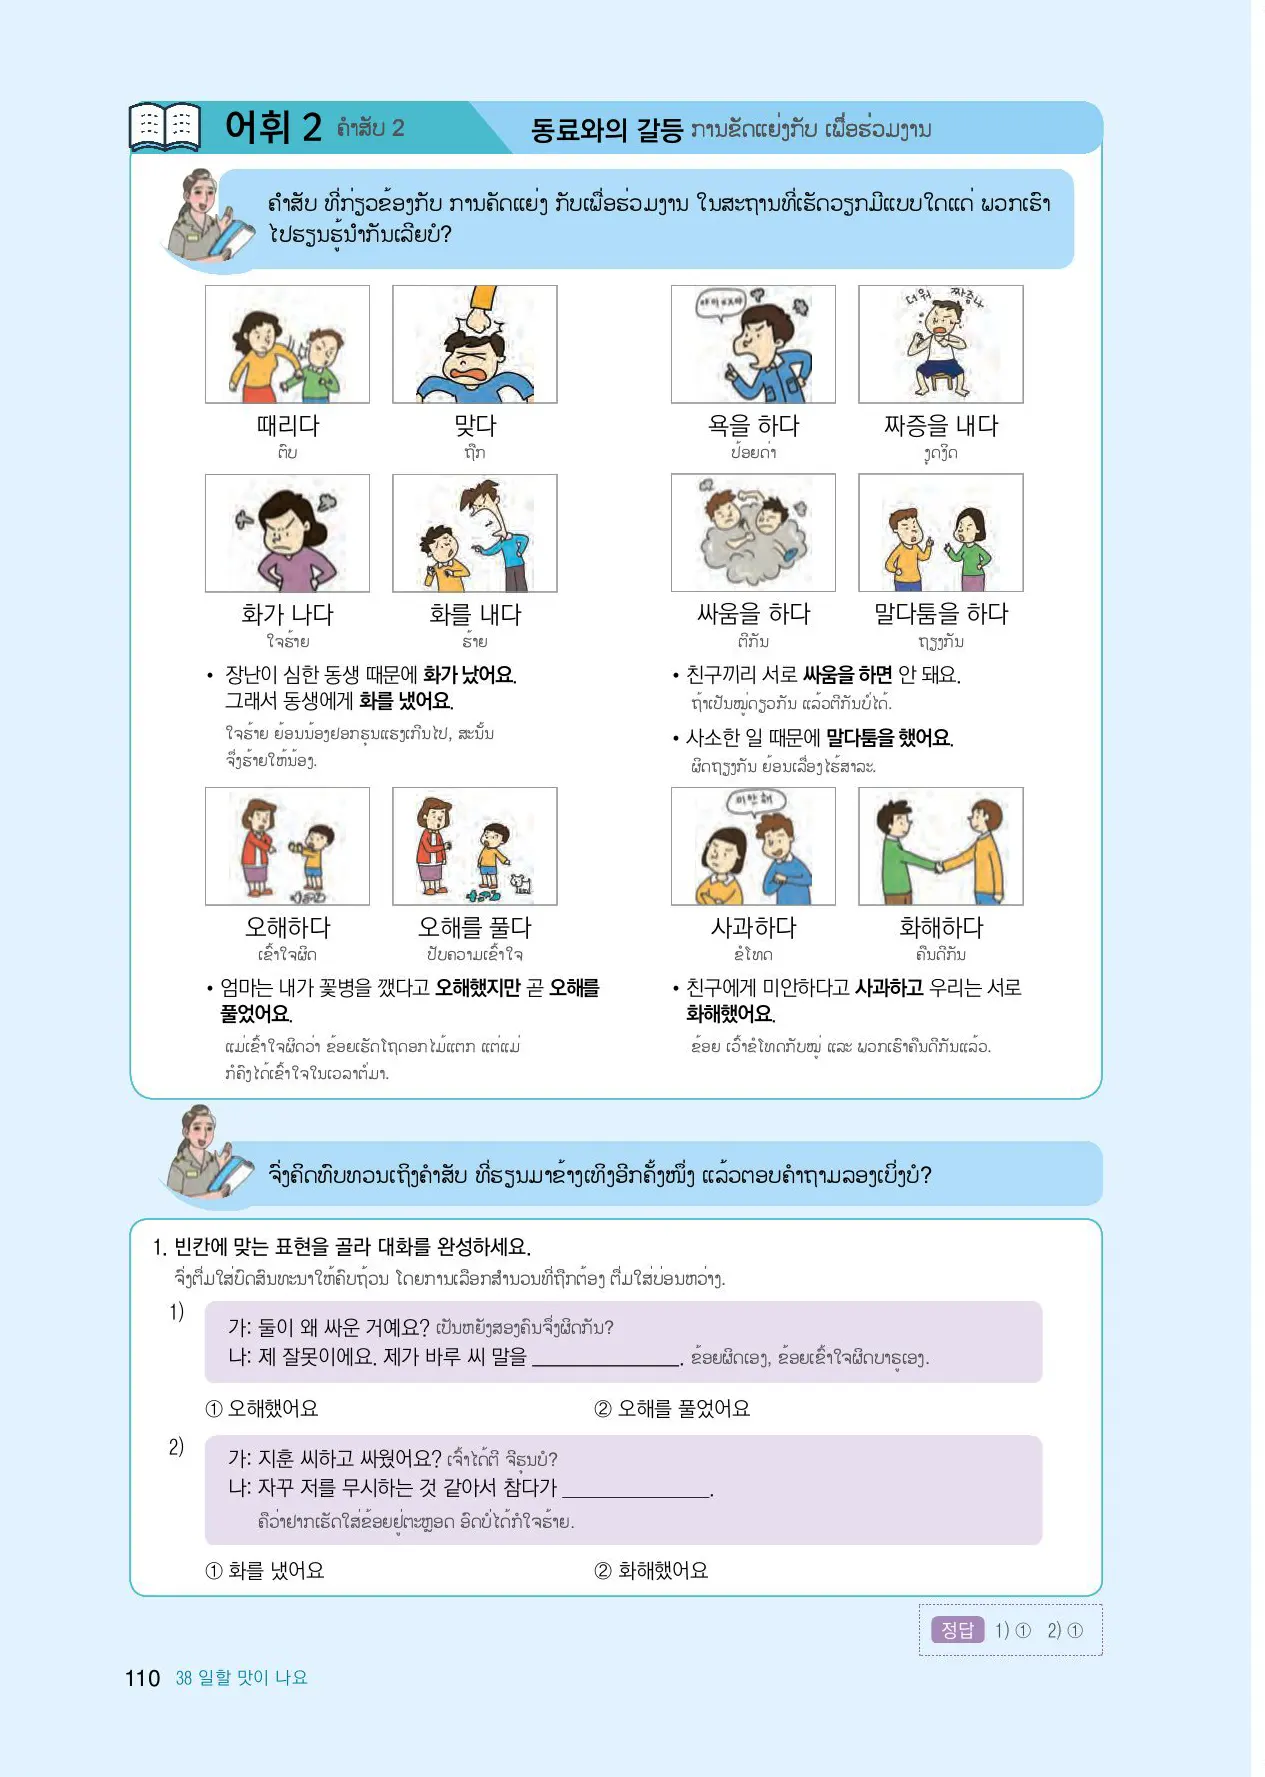 어휘 2 ຄຳສັບ 2
동료와의 갈등 ການຂັດແຍ່ງກັບ ເພື່ອຮ່ວມງານ
ຄຳສັບ ທີ່ກ່ຽວຂ້ອງກັບ ການຄັດແຍ່ງ ກັບເພື່ອຮ່ວມງານ ໃນສະຖານທີ່ເຮັດວຽກມີແບບໃດແດ່ ພວກເຮົາ
ໄປຮຽນຮູ້ນຳກັນເລີຍບໍ?
더워 짜증나
때리다 맞다 욕을 하다 짜증을 내다
ຕົບ ຖືກ ປ້ອຍດ່າ ງູດງິດ
화가 나다 화를 내다 싸움을 하다 말다툼을 하다
ໃຈຮ້າຍ ຮ້າຍ ຕີກັນ ຖຽງກັນ
• 장난이 심한 동생 때문에 화가 났어요.
그래서 동생에게 화를 냈어요.
ໃຈຮ້າຍ ຍ້ອນນ້ອງຢອກຮຸນແຮງເກີນໄປ, ສະນັ້ນ
ຈຶ່ງຮ້າຍໃຫ້ນ້ອງ.
• 친구끼리 서로 싸움을 하면 안 돼요.
ຖ້າເປັນໝູ່ດຽວກັນ ແລ້ວຕີກັນບໍ່ໄດ້.
• 사소한 일 때문에 말다툼을 했어요.
ຜິດຖຽງກັນ ຍ້ອນເລື່ອງໄຮ້ສາລະ.
미안해
오해하다 오해를 풀다 사과하다 화해하다
ເຂົ້າໃຈຜິດ ປັບຄວາມເຂົ້າໃຈ ຂໍໂທດ ຄືນດີກັນ
• 엄마는 내가 꽃병을 깼다고 오해했지만 곧 오해를
풀었어요.
ແມ່ເຂົ້າໃຈຜິດວ່າ ຂ້ອຍເຮັດໂຖດອກໄມ້ແຕກ ແຕ່ແມ່
ກໍຄົງໄດ້ເຂົ້າໃຈໃນເວລາຕໍ່ມາ.
• 친구에게 미안하다고 사과하고 우리는 서로
화해했어요.
ຂ້ອຍ ເວົ້າຂໍໂທດກັບໝູ່ ແລະ ພວກເຮົາຄືນດີກັນແລ້ວ.
ຈົ່ງຄິດທົບທວນເຖິງຄຳສັບ ທີ່ຮຽນມາຂ້າງເທິງອີກຄັ້ງໜຶ່ງ ແລ້ວຕອບຄຳຖາມລອງເບິ່ງບໍ?
1. 빈칸에 맞는 표현을 골라 대화를 완성하세요.
ຈົ່ງຕື່ມໃສ່ບົດສົນທະນາໃຫ້ຄົບຖ້ວນ ໂດຍການເລືອກສຳນວນທີ່ຖືກຕ້ອງ ຕື່ມໃສ່ບ່ອນຫວ່າງ.
1)
가: 둘이 왜 싸운 거예요? ເປັນຫຍັງສອງຄົນຈຶ່ງຜິດກັນ?
나: 제 잘못이에요. 제가 바루 씨 말을 ______________. ຂ້ອຍຜິດເອງ, ຂ້ອຍເຂົ້າໃຈຜິດບາຣູເອງ.
① 오해했어요 ② 오해를 풀었어요
2)
가: 지훈 씨하고 싸웠어요? ເຈົ້າໄດ້ຕີ ຈີຮຸນບໍ?
나: 자꾸 저를 무시하는 것 같아서 참다가 ______________.
ຄືວ່າຢາກເຮັດໃສ່ຂ້ອຍຢູ່ຕະຫຼອດ ອົດບໍ່ໄດ້ກໍໃຈຮ້າຍ.
① 화를 냈어요 ② 화해했어요
정답 1) ① 2) ①
110 38 일할 맛이 나요